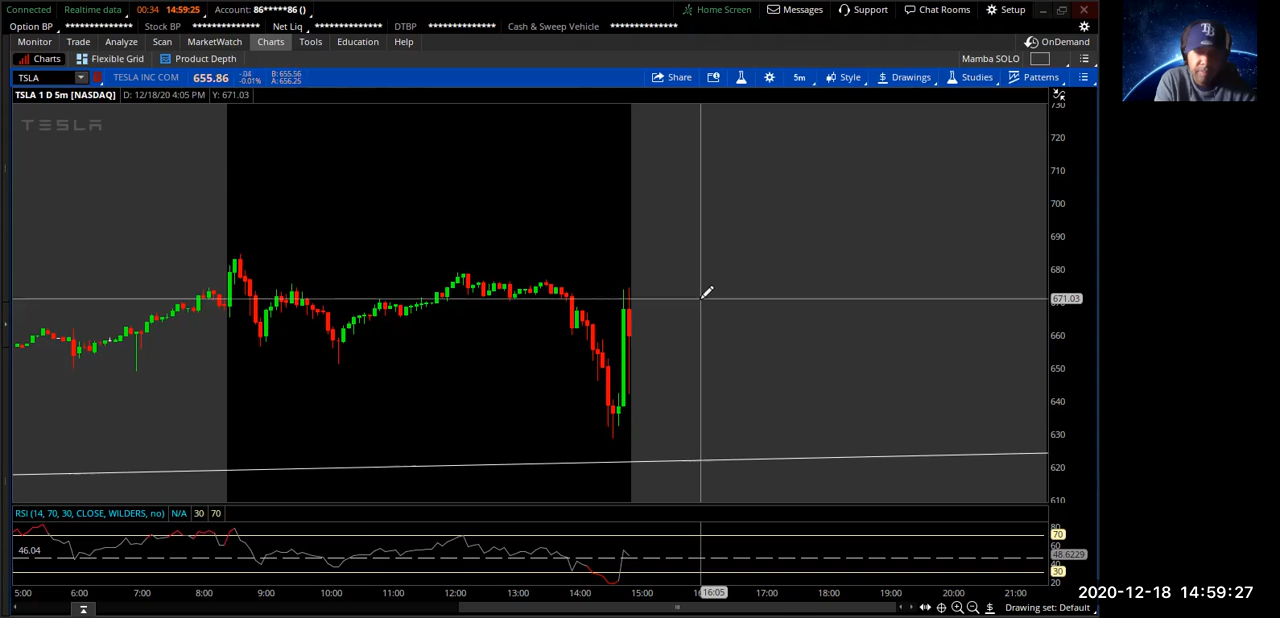 Connected Realtime data 00:34 14:59:25 Account: 86*****86 () Home Screen Messages Support Chat Rooms Setup
Option BP ************** Stock BP ************** Net Liq ************** DTBP ************** Cash & Sweep Vehicle **************
Monitor Trade Analyze Scan MarketWatch Charts Tools Education Help OnDemand
Charts Flexible Grid Product Depth Mamba SOLO
TSLA TESLA INC COM 655.86 -.04 -0.01% B: 655.56 A: 656.25 Share 5m Style Drawings Studies Patterns
TSLA 1 D 5m [NASDAQ] D: 12/18/20 4:05 PM Y: 671.03
TESLA
730
720
710
700
690
680
671.03
660
650
640
630
620
610
RSI (14, 70, 30, CLOSE, WILDERS, no) N/A 30 70
80
70
60
46.04
48.6229
30
20
5:00 6:00 7:00 8:00 9:00 10:00 11:00 12:00 13:00 14:00 15:00 16:05 17:00 18:00 19:00 20:00 21:00
Drawing set: Default
2020-12-18 14:59:27
TB